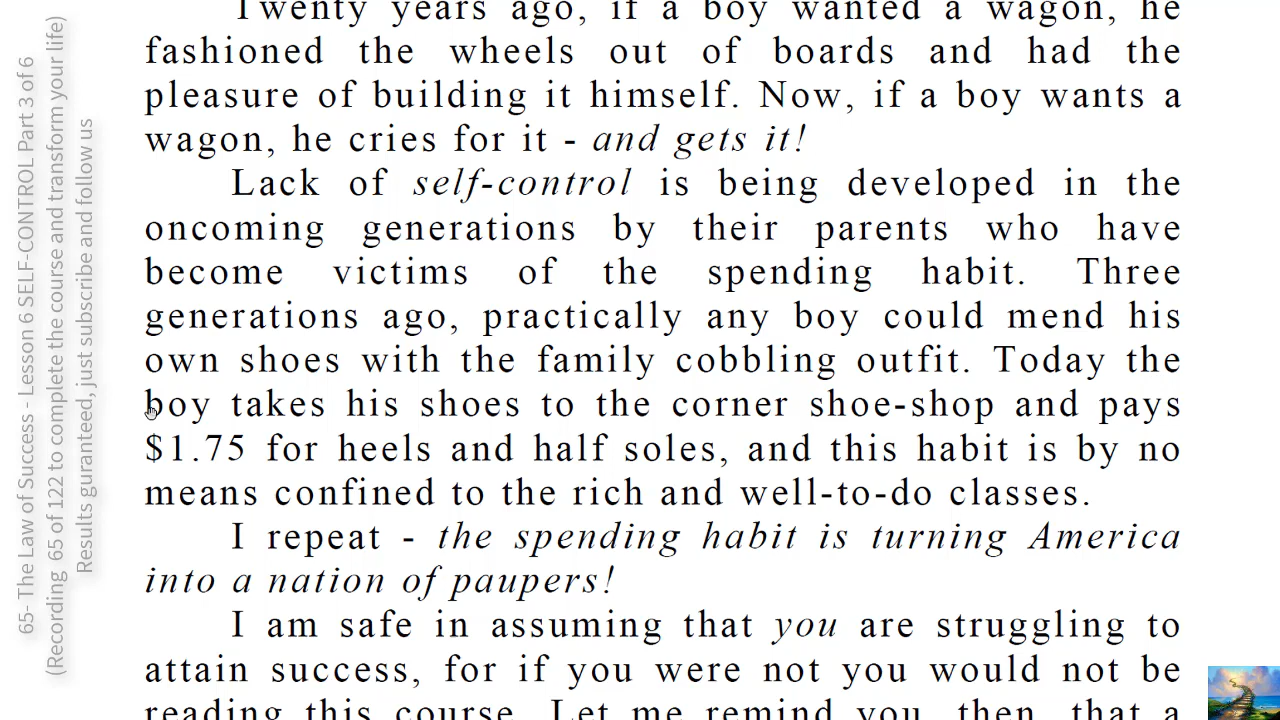 Twenty years ago, if a boy wanted a wagon, he
fashioned the wheels out of boards and had the
pleasure of building it himself. Now, if a boy wants a
wagon, he cries for it - and gets it!
Lack of self-control is being developed in the
oncoming generations by their parents who have
become victims of the spending habit. Three
generations ago, practically any boy could mend his
own shoes with the family cobbling outfit. Today the
boy takes his shoes to the corner shoe-shop and pays
$1.75 for heels and half soles, and this habit is by no
means confined to the rich and well-to-do classes.
I repeat - the spending habit is turning America
into a nation of paupers!
I am safe in assuming that you are struggling to
attain success, for if you were not you would not be
reading this course. Let me remind you, then, that a
65- The Law of Success - Lesson 6 SELF-CONTROL Part 3 of 6
(Recording 65 of 122 to complete the course and transform your life)
Results guranteed, just subscribe and follow us